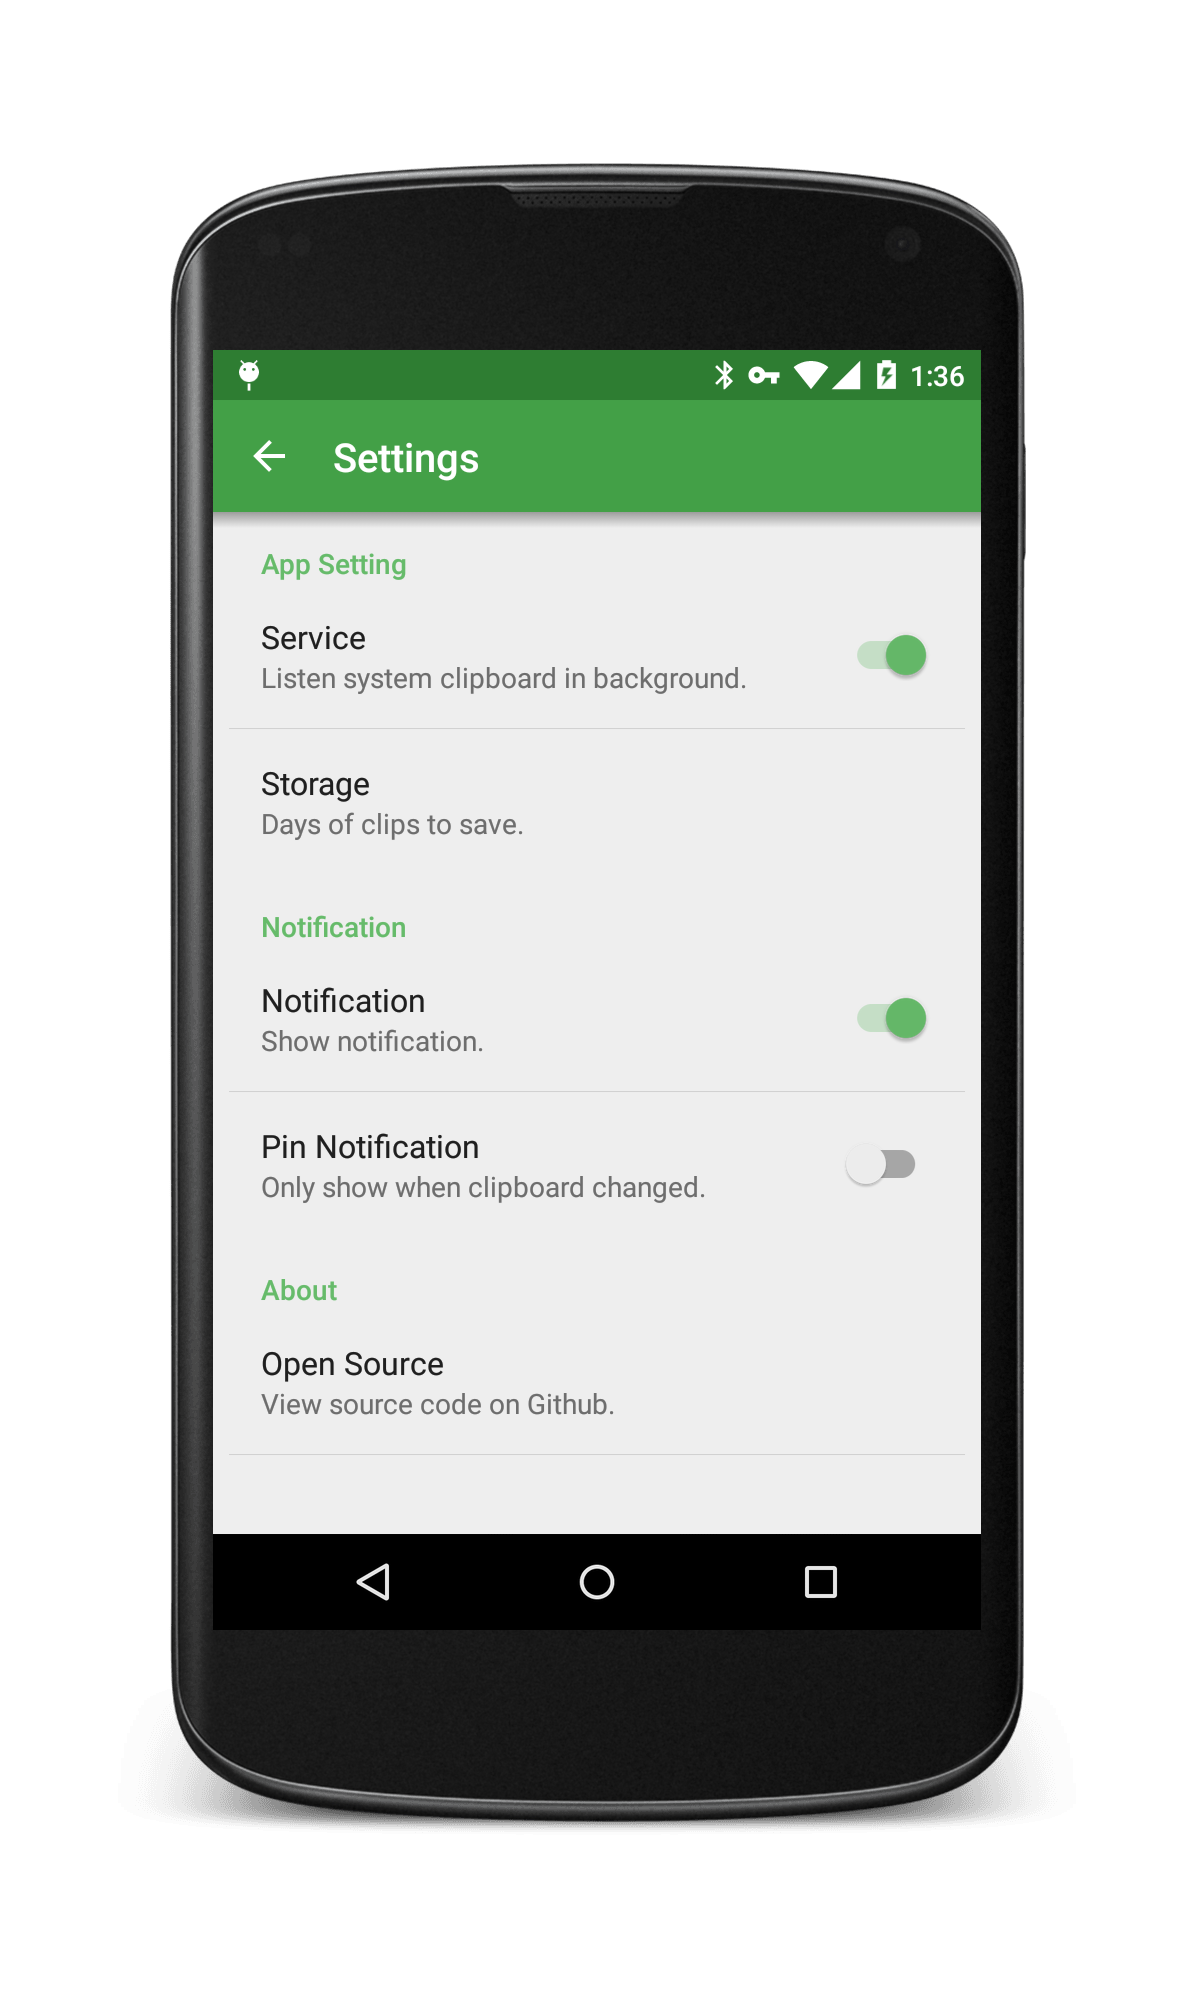 1:36
Settings
App Setting
Service
Listen system clipboard in background.
Storage
Days of clips to save.
Notification
Notification
Show notification.
Pin Notification
Only show when clipboard changed.
About
Open Source
View source code on Github.